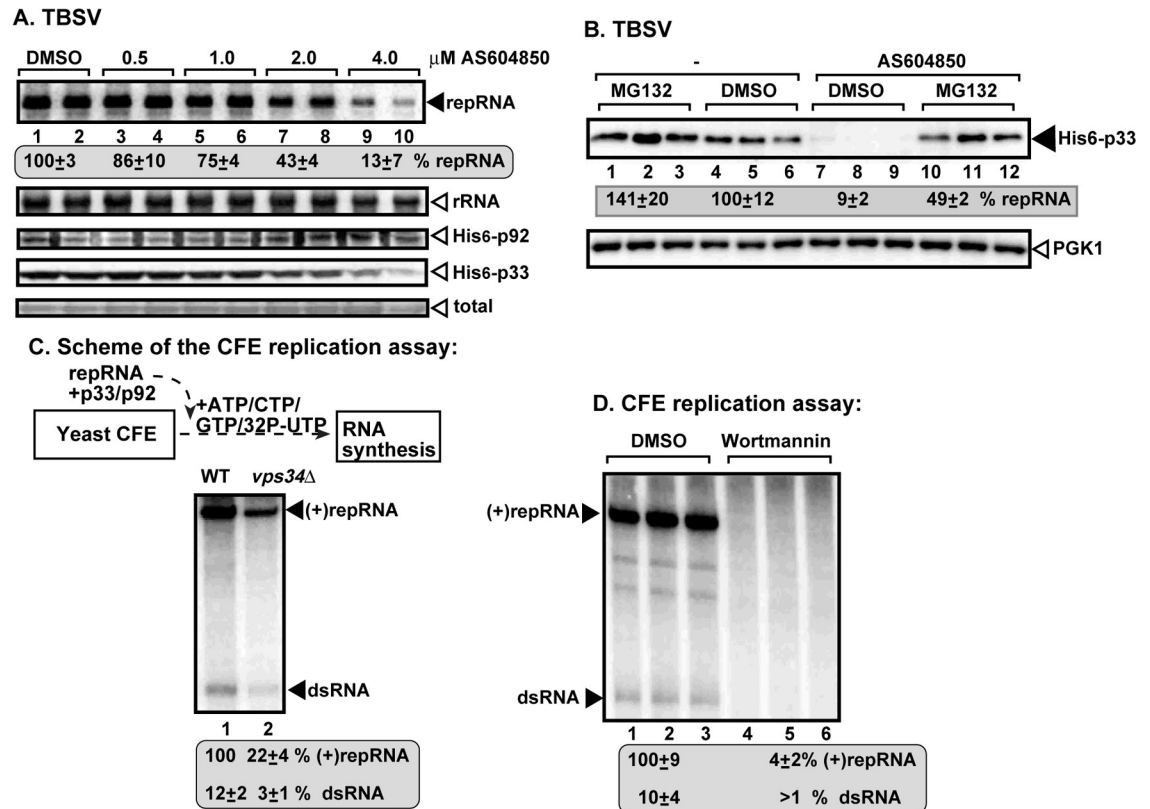 A. TBSV
DMSO 0.5 1.0 2.0 4.0 μM AS604850
repRNA
1 2 3 4 5 6 7 8 9 10
100±3 86±10 75±4 43±4 13±7 % repRNA
rRNA
His6-p92
His6-p33
total
B. TBSV
- AS604850
MG132 DMSO DMSO MG132
His6-p33
1 2 3 4 5 6 7 8 9 10 11 12
141±20 100±12 9±2 49±2 % repRNA
PGK1
C. Scheme of the CFE replication assay:
repRNA
+p33/p92
Yeast CFE
+ATP/CTP/
GTP/32P-UTP
RNA
synthesis
WT vps34Δ
(+)repRNA
dsRNA
1 2
100 22±4 % (+)repRNA
12±2 3±1 % dsRNA
D. CFE replication assay:
DMSO Wortmannin
(+)repRNA
dsRNA
1 2 3 4 5 6
100±9 4±2% (+)repRNA
10±4 >1 % dsRNA